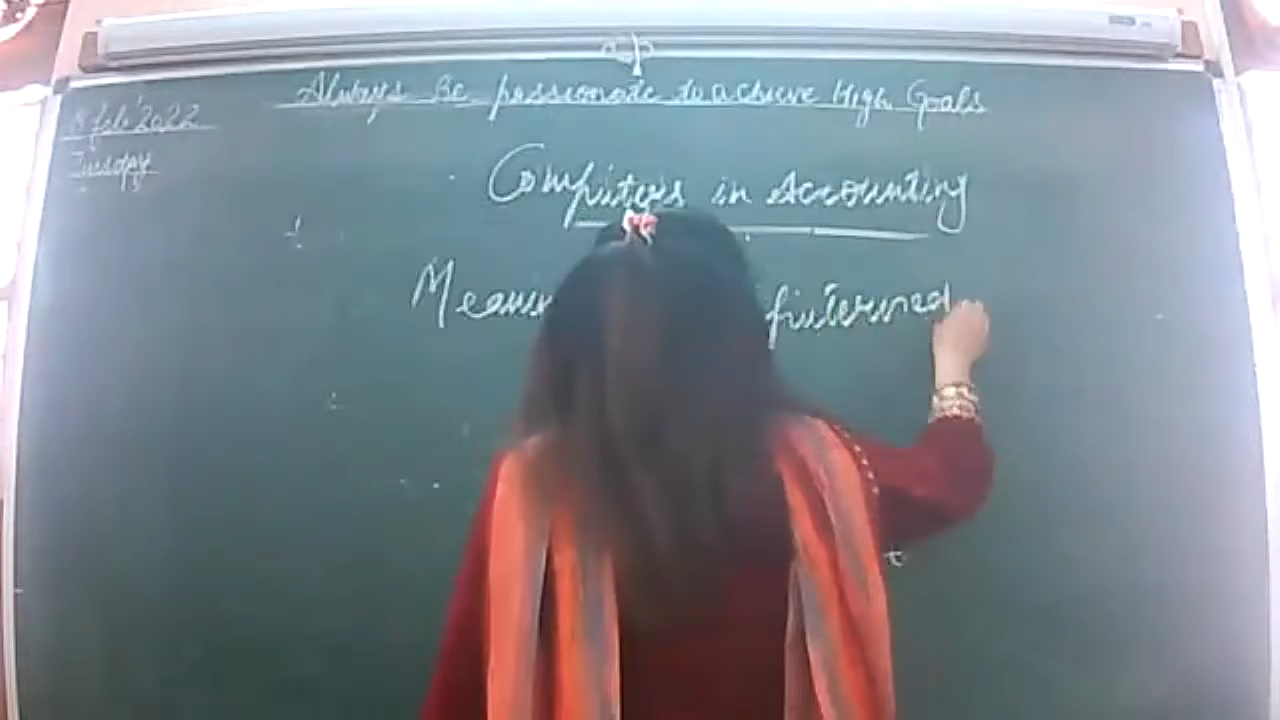 Always Be passionate to achieve High Goals
8 feb'2022
Tuesday
Computers in Accounting